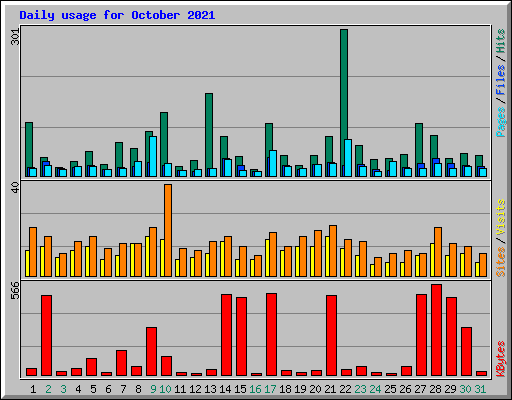 Daily usage for October 2021
301
Pages / Files / Hits
40
Sites / Visits
566
KBytes
1 2 3 4 5 6 7 8 9 10 11 12 13 14 15 16 17 18 19 20 21 22 23 24 25 26 27 28 29 30 31